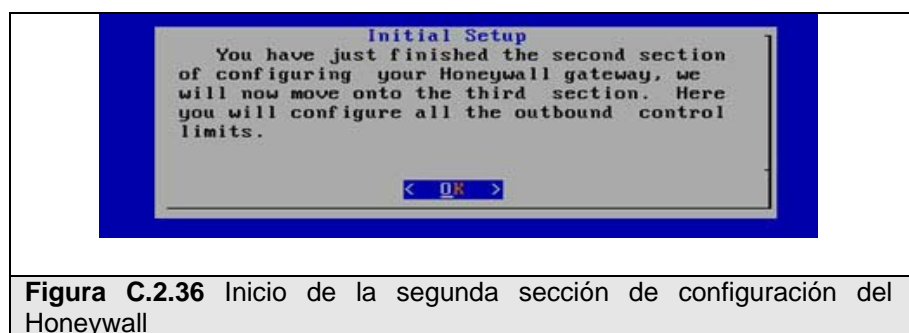 Initial Setup
You have just finished the second section
of configuring your Honeywall gateway, we
will now move onto the third section. Here
you will configure all the outbound control
limits.
< OK >
Figura C.2.36 Inicio de la segunda sección de configuración del
Honeywall